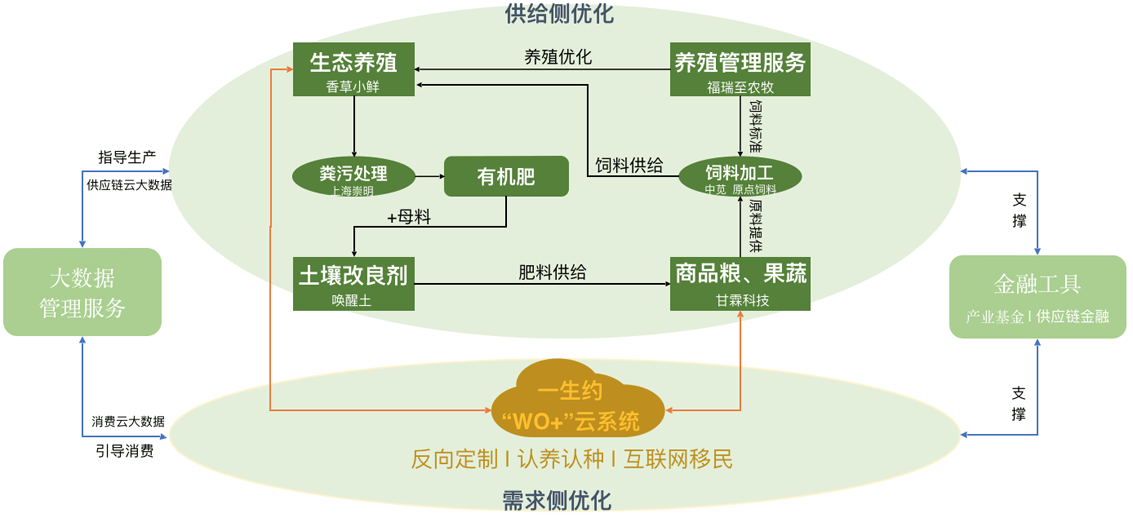 供给侧优化
生态养殖
香草小鲜
养殖优化
养殖管理服务
福瑞至农牧
饲料标准
指导生产
供应链云大数据
粪污处理
上海崇明
有机肥
饲料供给
饲料加工
中苋 原点饲料
支撑
+母料
原料提供
大数据
管理服务
土壤改良剂
唤醒土
肥料供给
商品粮、果蔬
甘霖科技
金融工具
产业基金 I 供应链金融
一生约
“WO+”云系统
消费云大数据
引导消费
支撑
反向定制 I 认养认种 I 互联网移民
需求侧优化